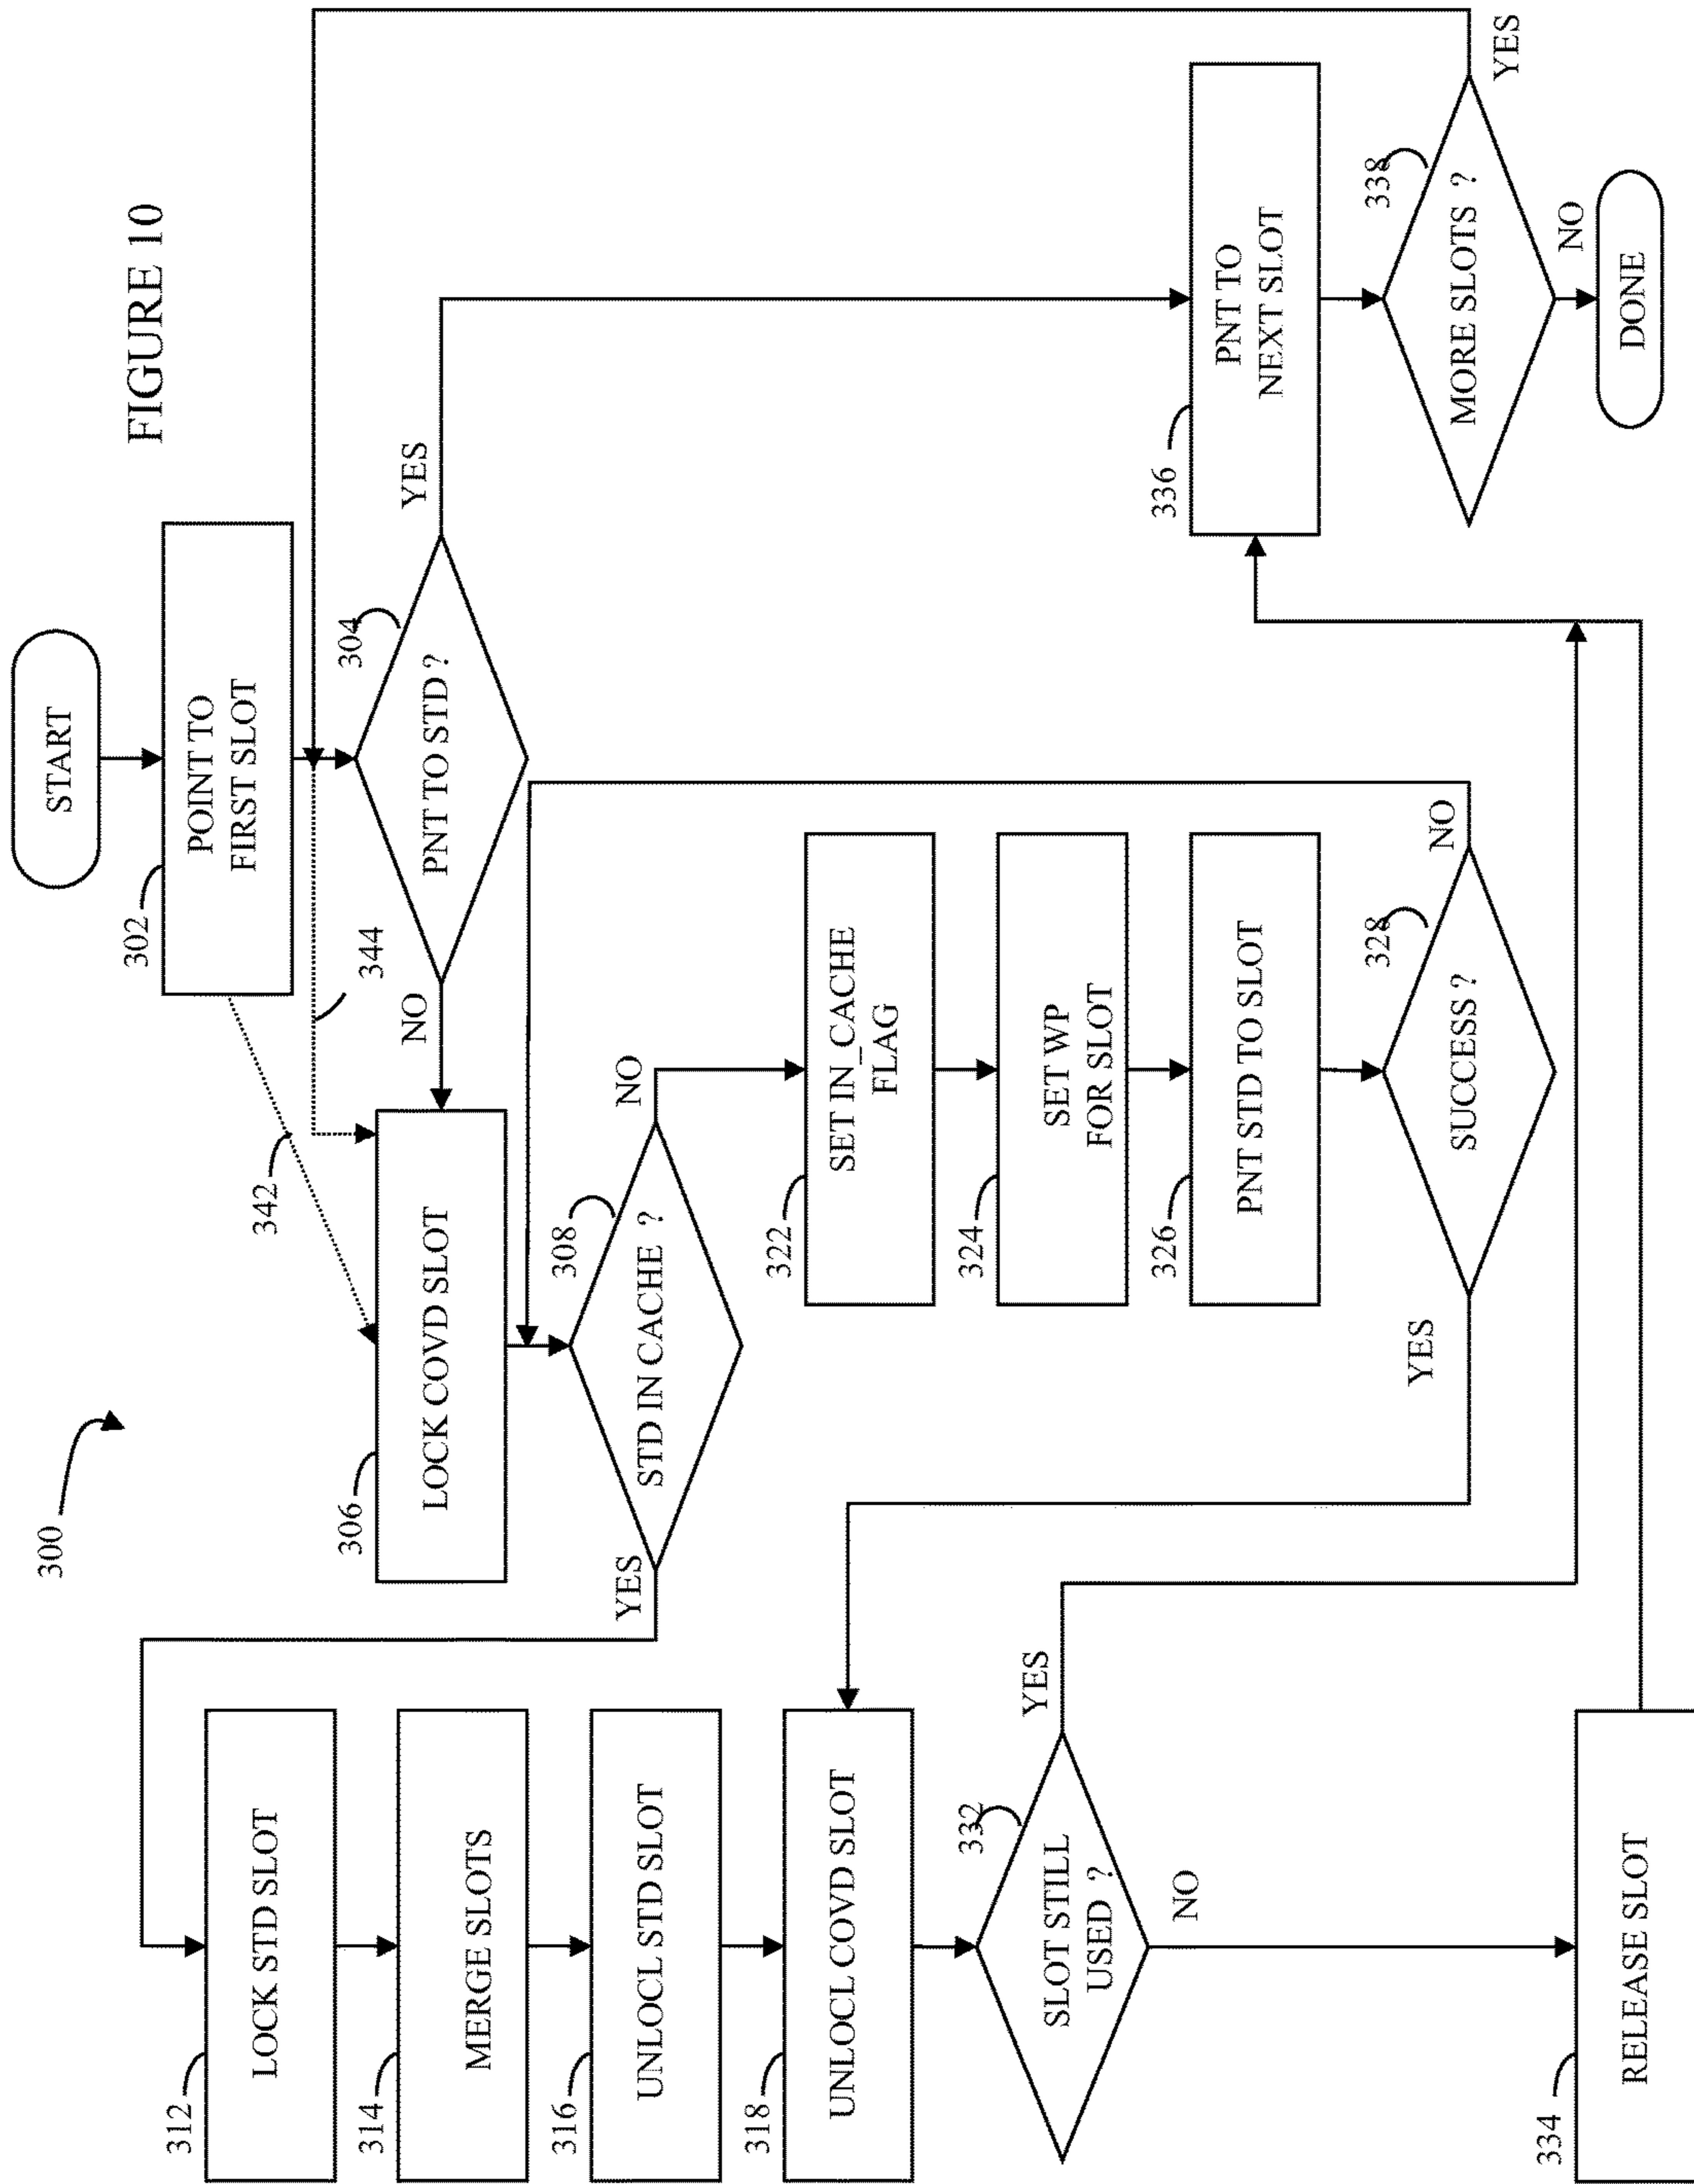 FIGURE 10
300
START
302
POINT TO
FIRST SLOT
342
344
304
PNT TO STD ?
YES
NO
306
LOCK COVD SLOT
308
STD IN CACHE ?
YES
NO
312
LOCK STD SLOT
314
MERGE SLOTS
316
UNLOCL STD SLOT
318
UNLOCL COVD SLOT
322
SET IN_CACHE
FLAG
324
SET WP
FOR SLOT
326
PNT STD TO SLOT
328
SUCCESS ?
YES
NO
332
SLOT STILL
USED ?
YES
NO
334
RELEASE SLOT
336
PNT TO
NEXT SLOT
338
MORE SLOTS ?
YES
NO
DONE